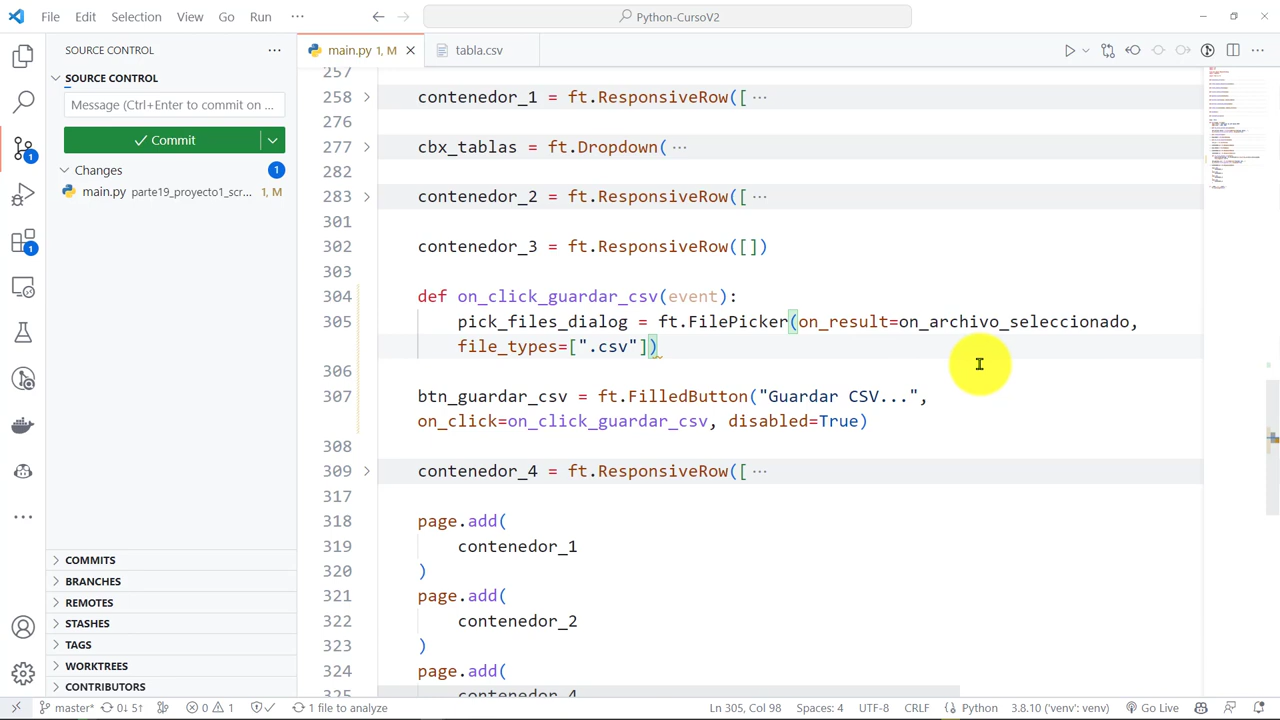 File Edit Selection View Go Run ···
Python-CursoV2
SOURCE CONTROL ···
main.py 1, M
tabla.csv
SOURCE CONTROL
Message (Ctrl+Enter to commit on ...
Commit
Changes 1
main.py parte19_proyecto1_scr... M
COMMITS
BRANCHES
REMOTES
STASHES
TAGS
WORKTREES
CONTRIBUTORS
257
258 contenedor_1 = ft.ResponsiveRow([ ···
276
277 cbx_tablas = ft.Dropdown(
282
283 contenedor_2 = ft.ResponsiveRow([ ···
301
302 contenedor_3 = ft.ResponsiveRow([])
303
304 def on_click_guardar_csv(event):
305 pick_files_dialog = ft.FilePicker(on_result=on_archivo_seleccionado,
file_types=[".csv"])
306
307 btn_guardar_csv = ft.FilledButton("Guardar CSV...",
on_click=on_click_guardar_csv, disabled=True)
308
309 contenedor_4 = ft.ResponsiveRow([ ···
317
318 page.add(
319 contenedor_1
320 )
321 page.add(
322 contenedor_2
323 )
324 page.add(
325 contenedor_4
master* 0↓ 5↑ 0 1 1 file to analyze Ln 305, Col 98 Spaces: 4 UTF-8 CRLF Python 3.8.10 ('venv': venv) Go Live